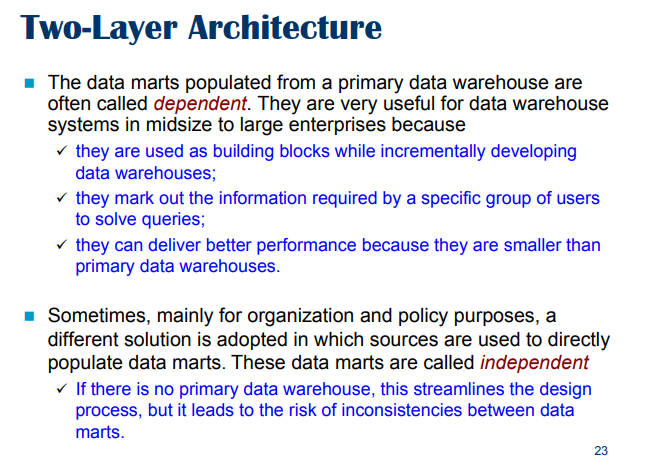 Two-Layer Architecture
The data marts populated from a primary data warehouse are
often called dependent. They are very useful for data warehouse
systems in midsize to large enterprises because
✓ they are used as building blocks while incrementally developing
data warehouses;
✓ they mark out the information required by a specific group of users
to solve queries;
✓ they can deliver better performance because they are smaller than
primary data warehouses.
Sometimes, mainly for organization and policy purposes, a
different solution is adopted in which sources are used to directly
populate data marts. These data marts are called independent
✓ If there is no primary data warehouse, this streamlines the design
process, but it leads to the risk of inconsistencies between data
marts.
23